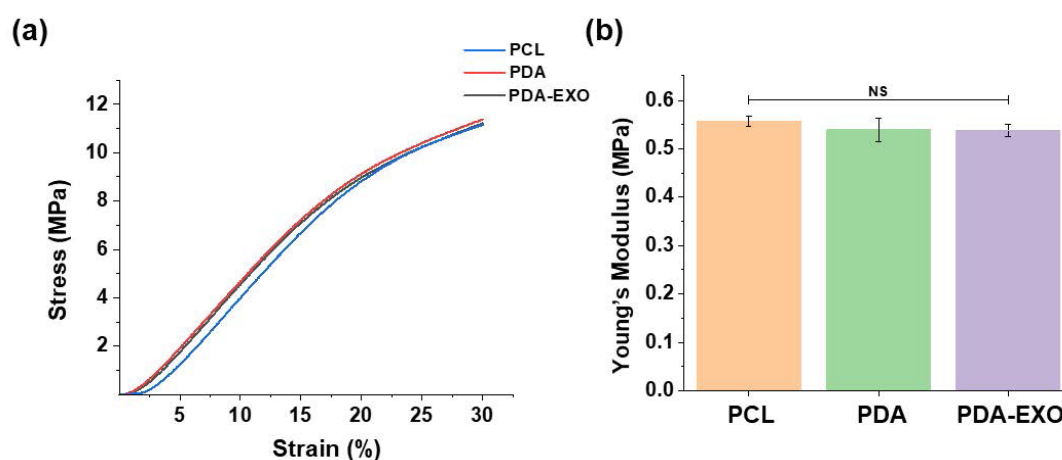 (a)
PCL
PDA
PDA-EXO
Stress (MPa)
12
10
8
6
4
2
5
10
15
20
25
30
Strain (%)
(b)
Young's Modulus (MPa)
0.6
0.5
0.4
0.3
0.2
0.1
0.0
NS
PCL
PDA
PDA-EXO